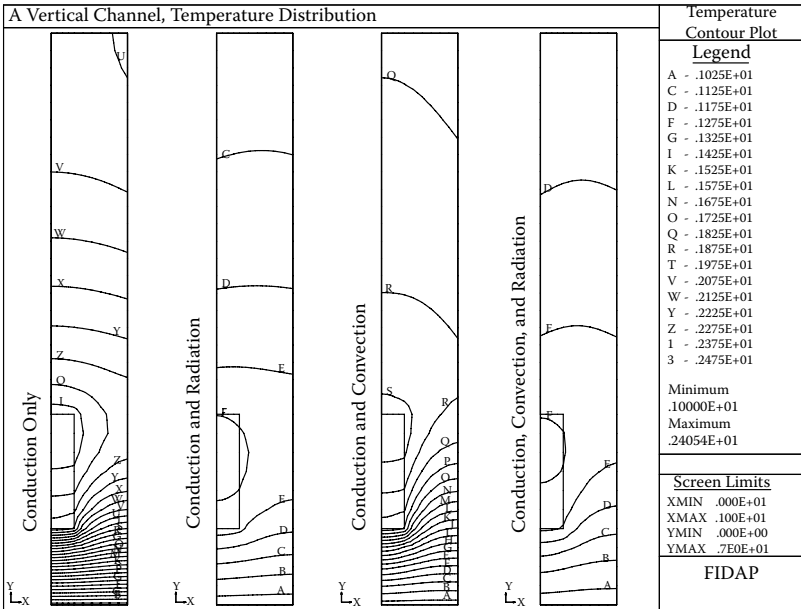 A Vertical Channel, Temperature Distribution
Temperature
Contour Plot
Legend
A - .1025E+01
C - .1125E+01
D - .1175E+01
F - .1275E+01
G - .1325E+01
I - .1425E+01
K - .1525E+01
L - .1575E+01
N - .1675E+01
O - .1725E+01
Q - .1825E+01
R - .1875E+01
T - .1975E+01
V - .2075E+01
W - .2125E+01
Y - .2225E+01
Z - .2275E+01
1 - .2375E+01
3 - .2475E+01
Minimum
.10000E+01
Maximum
.24054E+01
Screen Limits
XMIN .000E+01
XMAX .100E+01
YMIN .000E+00
YMAX .7E0E+01
FIDAP
Conduction Only
U
V
W
X
Y
Z
O
I
Z
Y
X
W
Y
X
Conduction and Radiation
C
D
E
E
D
C
B
A
Y
X
Conduction and Convection
Q
R
S
R
Q
P
O
N
M
L
Y
X
Conduction, Convection, and Radiation
D
E
F
E
D
C
B
A
Y
X